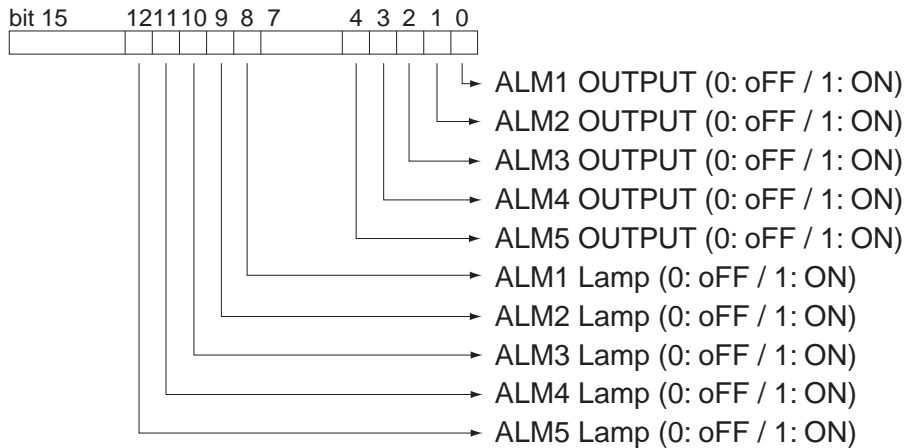 bit 15 12 11 10 9 8 7 4 3 2 1 0
ALM1 OUTPUT (0: oFF / 1: ON)
ALM2 OUTPUT (0: oFF / 1: ON)
ALM3 OUTPUT (0: oFF / 1: ON)
ALM4 OUTPUT (0: oFF / 1: ON)
ALM5 OUTPUT (0: oFF / 1: ON)
ALM1 Lamp (0: oFF / 1: ON)
ALM2 Lamp (0: oFF / 1: ON)
ALM3 Lamp (0: oFF / 1: ON)
ALM4 Lamp (0: oFF / 1: ON)
ALM5 Lamp (0: oFF / 1: ON)